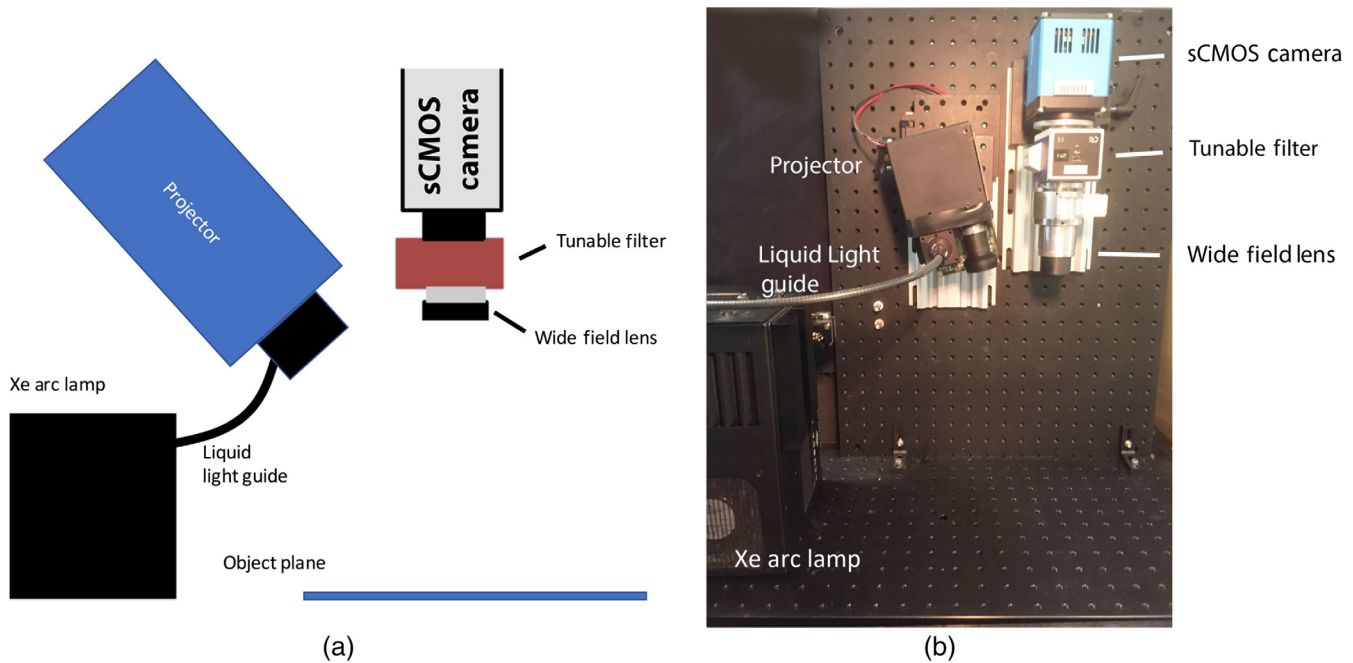 Projector
sCMOS
camera
Tunable filter
Wide field lens
Xe arc lamp
Liquid
light guide
Object plane
(a)
sCMOS camera
Tunable filter
Projector
Wide field lens
Liquid Light
guide
Xe arc lamp
(b)